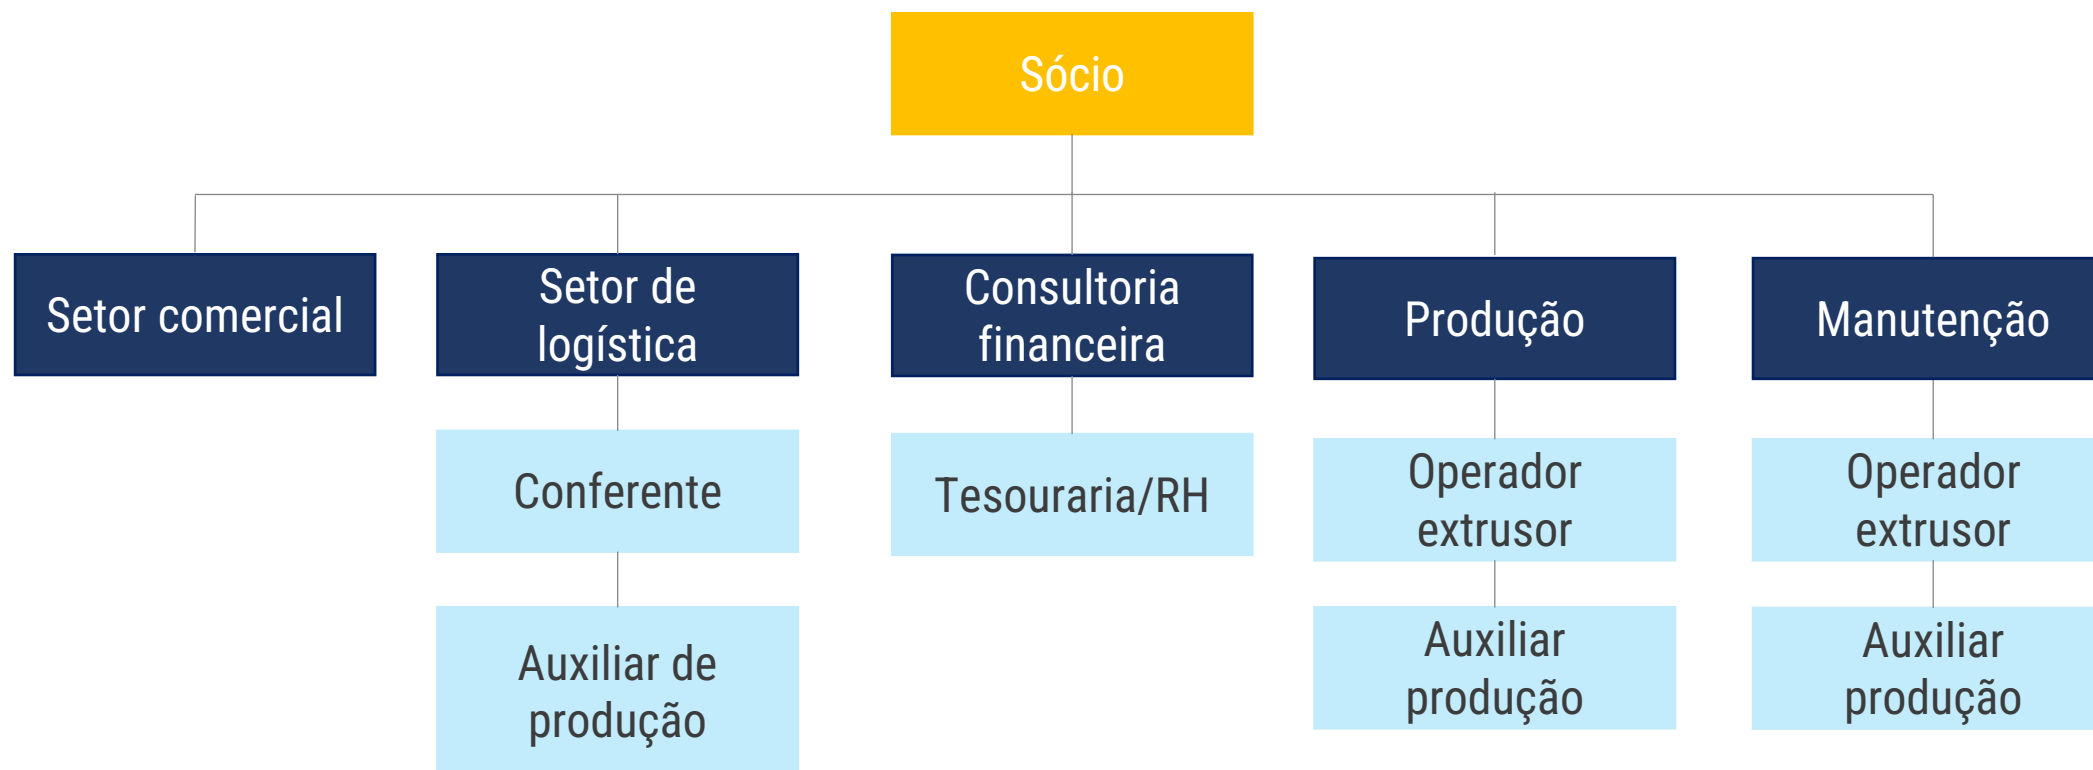 Sócio
Setor comercial
Setor de
logística
Consultoria
financeira
Produção
Manutenção
Conferente
Tesouraria/RH
Operador
extrusor
Operador
extrusor
Auxiliar de
produção
Auxiliar
produção
Auxiliar
produção